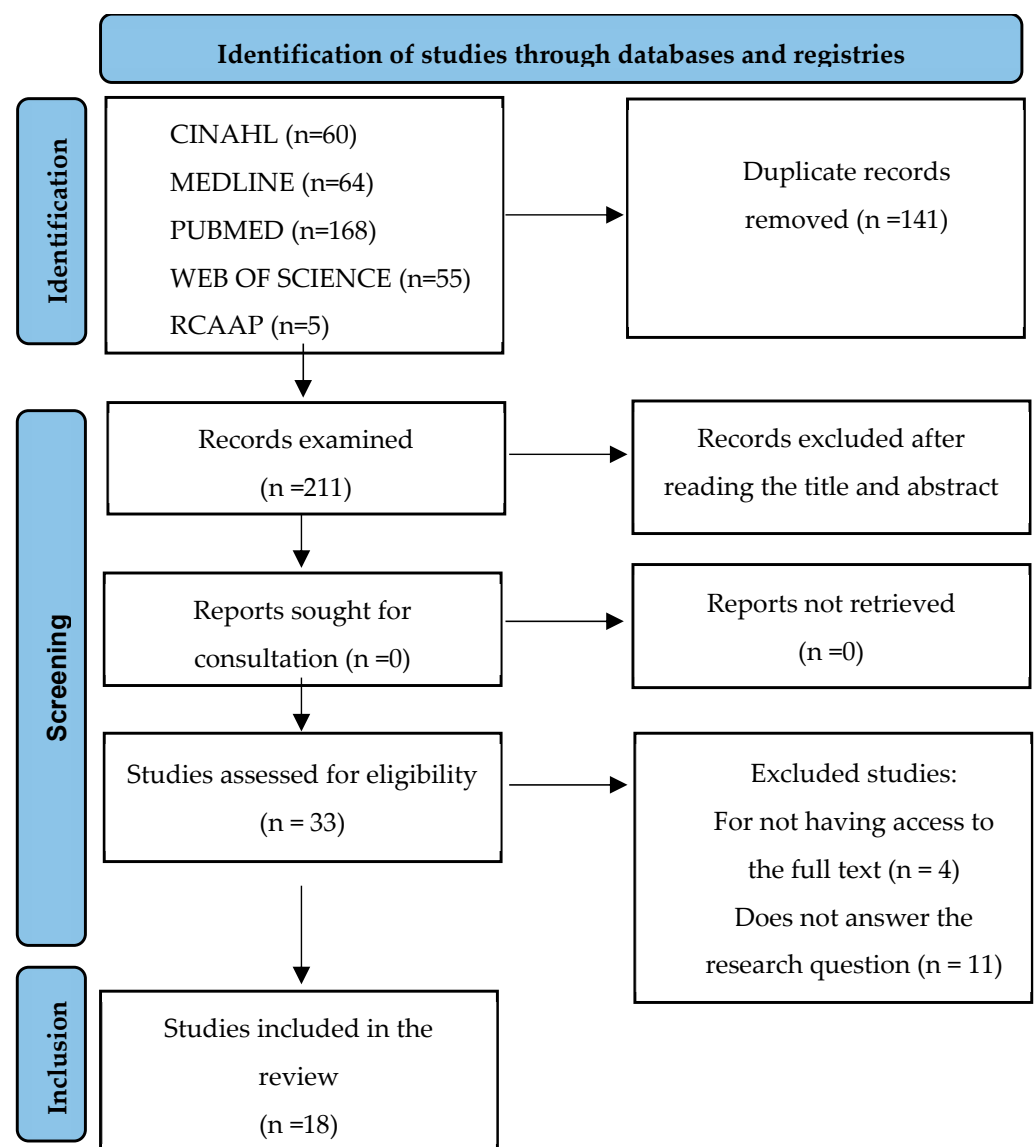 Identification of studies through databases and registries
Identification
CINAHL (n=60)
MEDLINE (n=64)
PUBMED (n=168)
WEB OF SCIENCE (n=55)
RCAAP (n=5)
Duplicate records
removed (n =141)
Screening
Records examined
(n =211)
Records excluded after
reading the title and abstract
Reports sought for
consultation (n =0)
Reports not retrieved
(n =0)
Studies assessed for eligibility
(n = 33)
Excluded studies:
For not having access to
the full text (n = 4)
Does not answer the
research question (n = 11)
Inclusion
Studies included in the
review
(n =18)